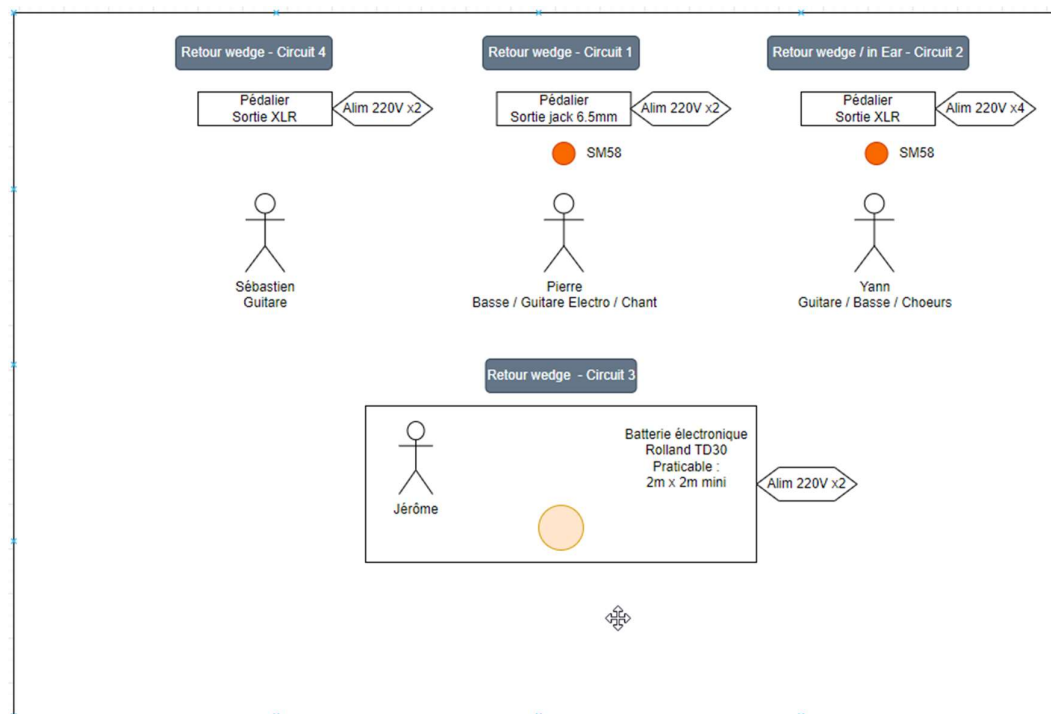 Retour wedge - Circuit 4
Retour wedge - Circuit 1
Retour wedge / in Ear - Circuit 2
Pédalier
Sortie XLR
Alim 220V x2
Pédalier
Sortie jack 6.5mm
Alim 220V x2
Pédalier
Sortie XLR
Alim 220V x4
SM58
SM58
Sébastien
Guitare
Pierre
Basse / Guitare Electro / Chant
Yann
Guitare / Basse / Choeurs
Retour wedge - Circuit 3
Jérôme
Batterie électronique
Rolland TD30
Praticable :
2m x 2m mini
Alim 220V x2